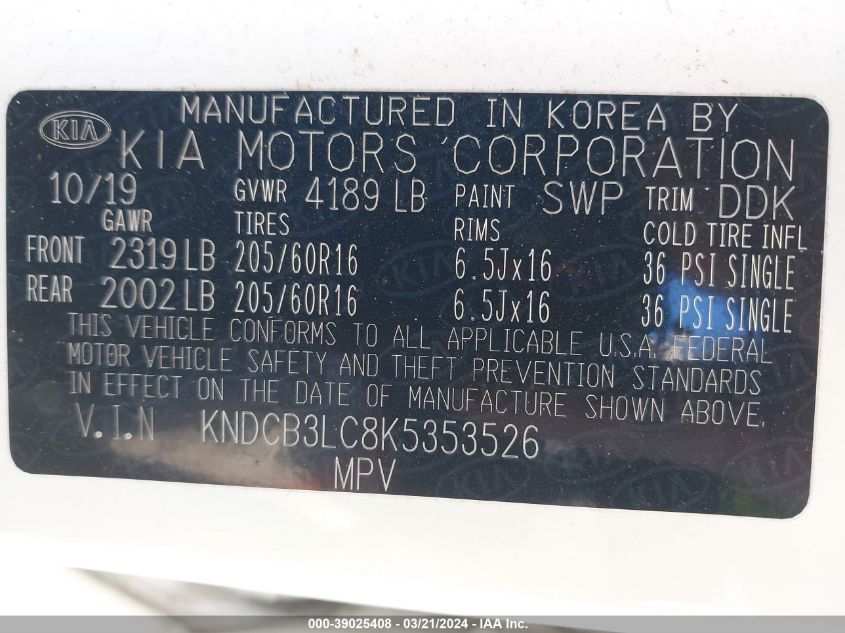 MANUFACTURED IN KOREA BY
KIA KIA MOTORS CORPORATION
10/19 GVWR 4189 LB PAINT SWP TRIM DDK
GAWR TIRES RIMS COLD TIRE INFL
FRONT 2319 LB 205/60R16 6.5Jx16 36 PSI SINGLE
REAR 2002 LB 205/60R16 6.5Jx16 36 PSI SINGLE
THIS VEHICLE CONFORMS TO ALL APPLICABLE U.S.A. FEDERAL
MOTOR VEHICLE SAFETY AND THEFT PREVENTION STANDARDS
IN EFFECT ON THE DATE OF MANUFACTURE SHOWN ABOVE.
V.I.N KNDCB3LC8K5353526
MPV
000-39025408 - 03/21/2024 - IAA Inc.